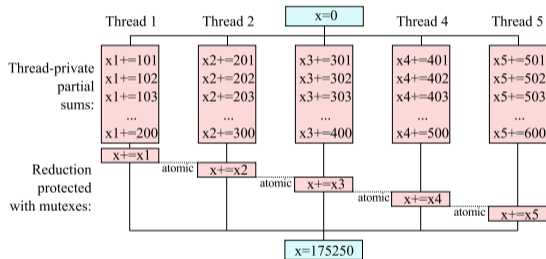 x=0
Thread 1
Thread 2
Thread 4
Thread 5
Thread-private
partial
sums:
x1+=101
x1+=102
x1+=103
...
x1+=200
x2+=201
x2+=202
x2+=203
...
x2+=300
x3+=301
x3+=302
x3+=303
...
x3+=400
x4+=401
x4+=402
x4+=403
...
x4+=500
x5+=501
x5+=502
x5+=503
...
x5+=600
Reduction
protected
with mutexes:
x+=x1
atomic
x+=x2
atomic
x+=x3
atomic
x+=x4
atomic
x+=x5
x=175250